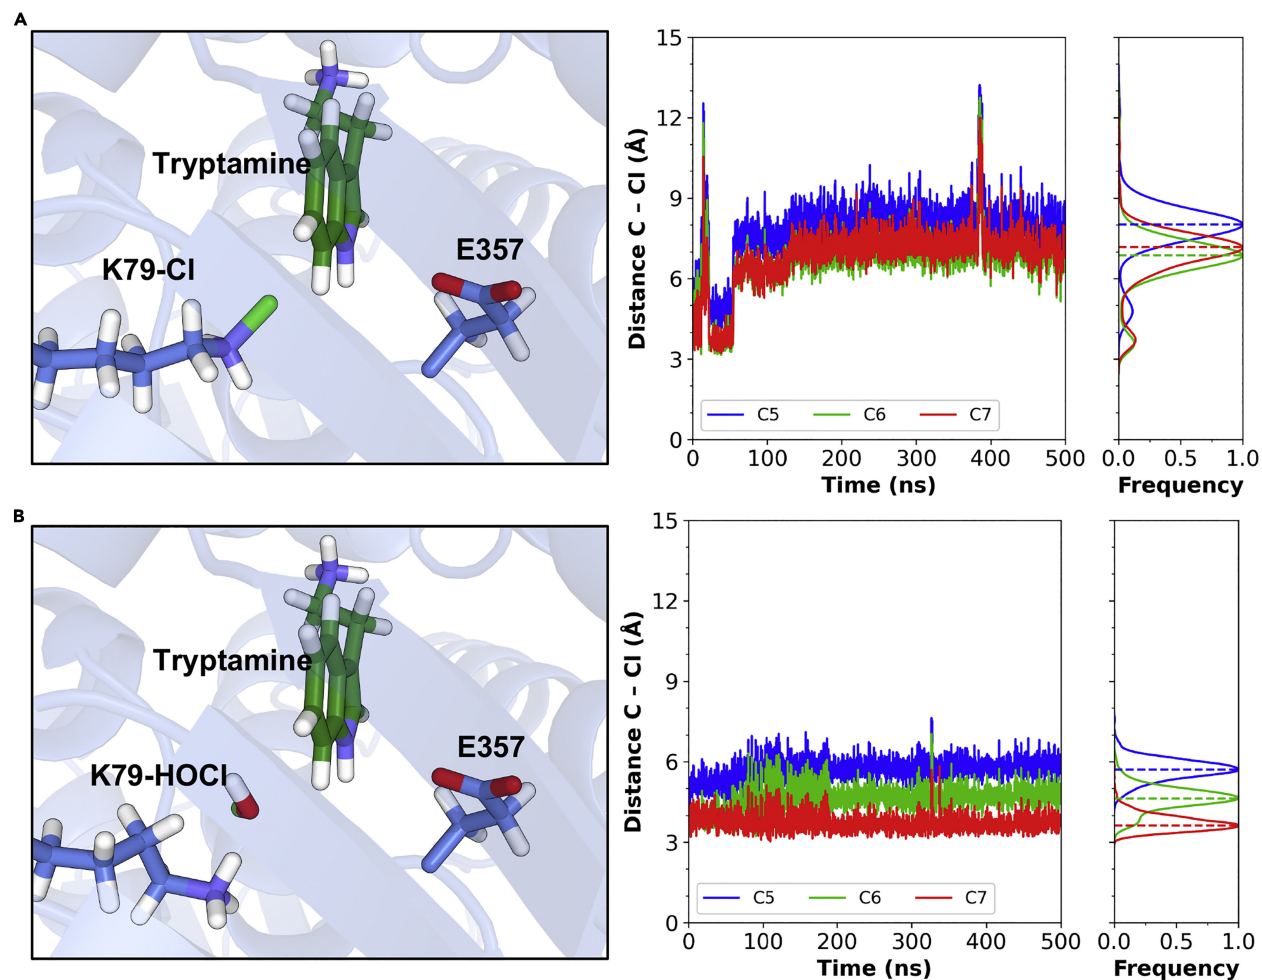 A
Tryptamine
E357
K79-Cl
Distance C – Cl (Å)
15
12
9
6
3
0
C5 C6 C7
0 100 200 300 400 500
Time (ns)
0.0 0.5 1.0
Frequency
B
Tryptamine
E357
K79-HOCl
Distance C – Cl (Å)
15
12
9
6
3
0
C5 C6 C7
0 100 200 300 400 500
Time (ns)
0.0 0.5 1.0
Frequency